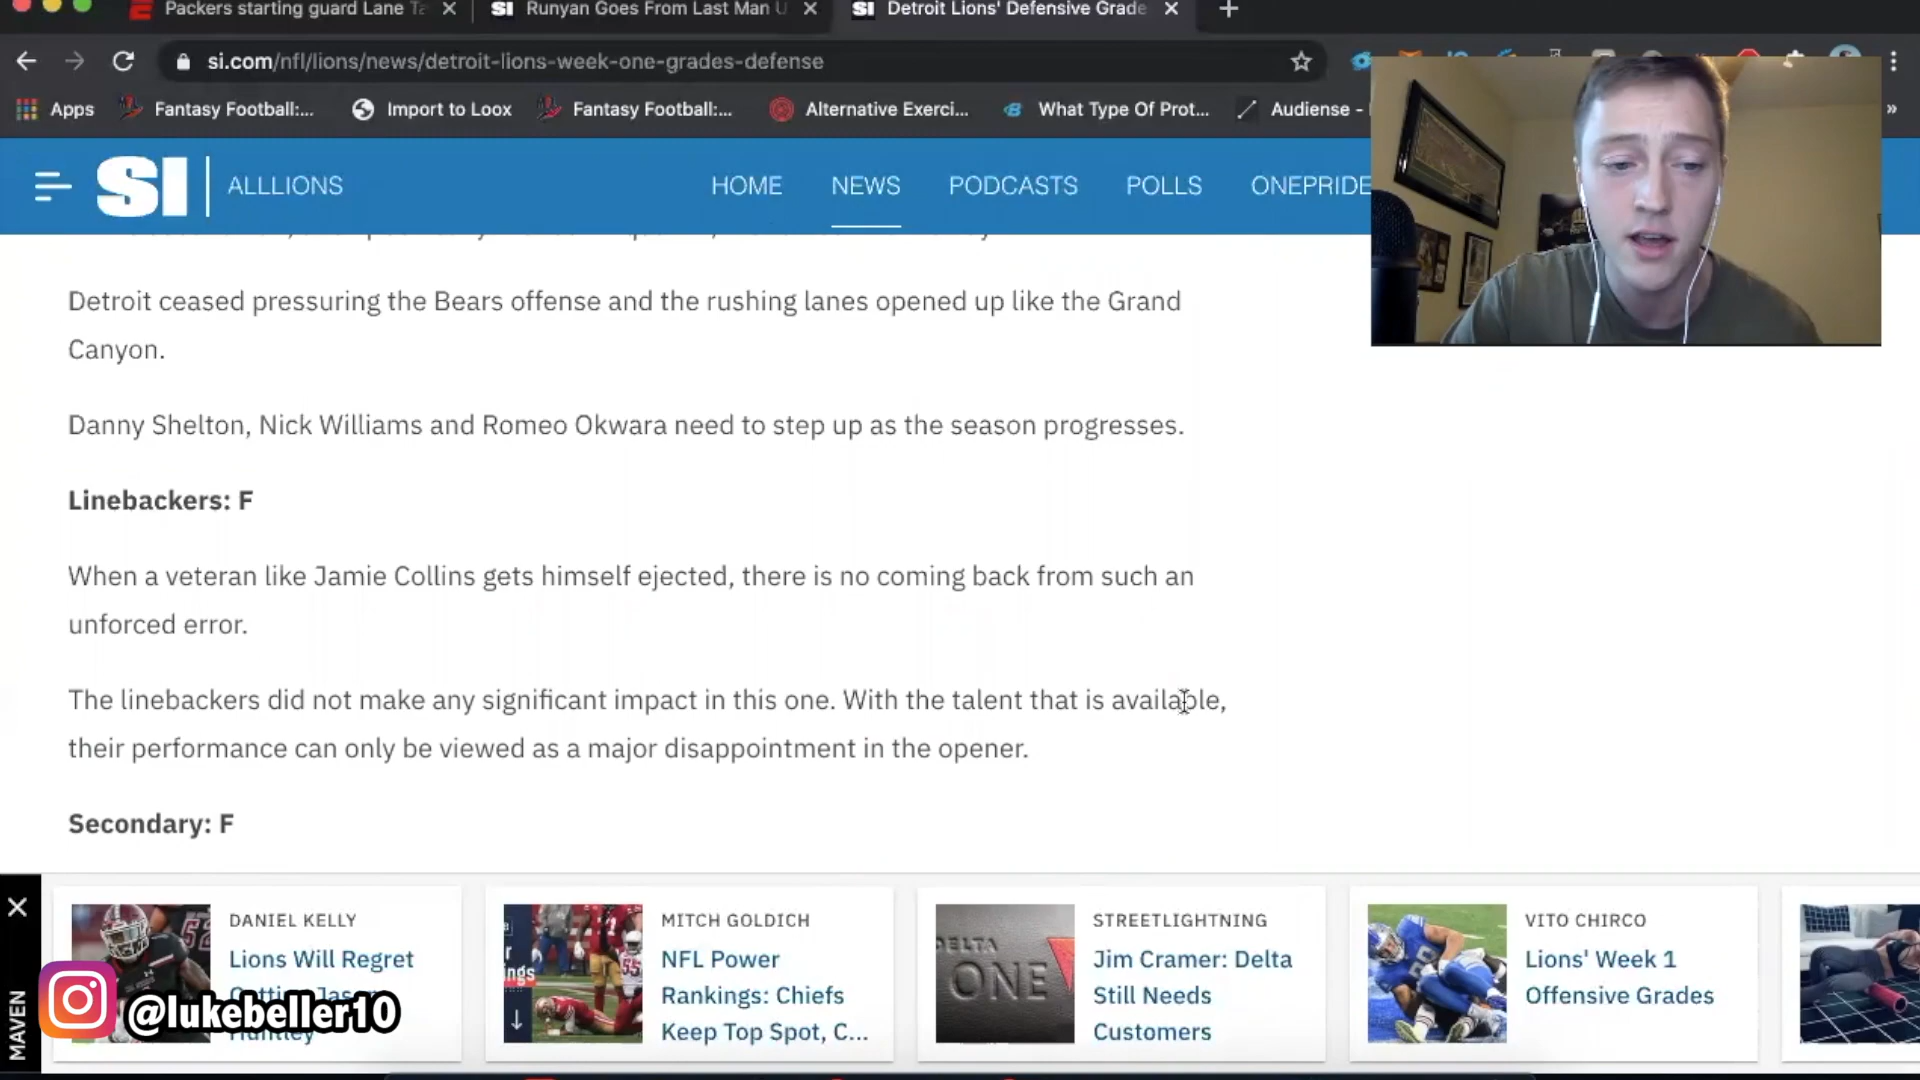 Packers starting guard Lane Ta
SI Runyan Goes From Last Man U
SI Detroit Lions' Defensive Grade
si.com/nfl/lions/news/detroit-lions-week-one-grades-defense
Apps
Fantasy Football:...
Import to Loox
Fantasy Football:...
Alternative Exerci...
What Type Of Prot...
Audiense -
SI ALLLIONS
HOME
NEWS
PODCASTS
POLLS
ONEPRIDE
Detroit ceased pressuring the Bears offense and the rushing lanes opened up like the Grand
Canyon.
Danny Shelton, Nick Williams and Romeo Okwara need to step up as the season progresses.
Linebackers: F
When a veteran like Jamie Collins gets himself ejected, there is no coming back from such an
unforced error.
The linebackers did not make any significant impact in this one. With the talent that is available,
their performance can only be viewed as a major disappointment in the opener.
Secondary: F
MAVEN
DANIEL KELLY
Lions Will Regret
Huntley
@lukebeller10
MITCH GOLDICH
NFL Power
Rankings: Chiefs
Keep Top Spot, C...
DELTA
ONE
STREETLIGHTNING
Jim Cramer: Delta
Still Needs
Customers
VITO CHIRCO
Lions' Week 1
Offensive Grades